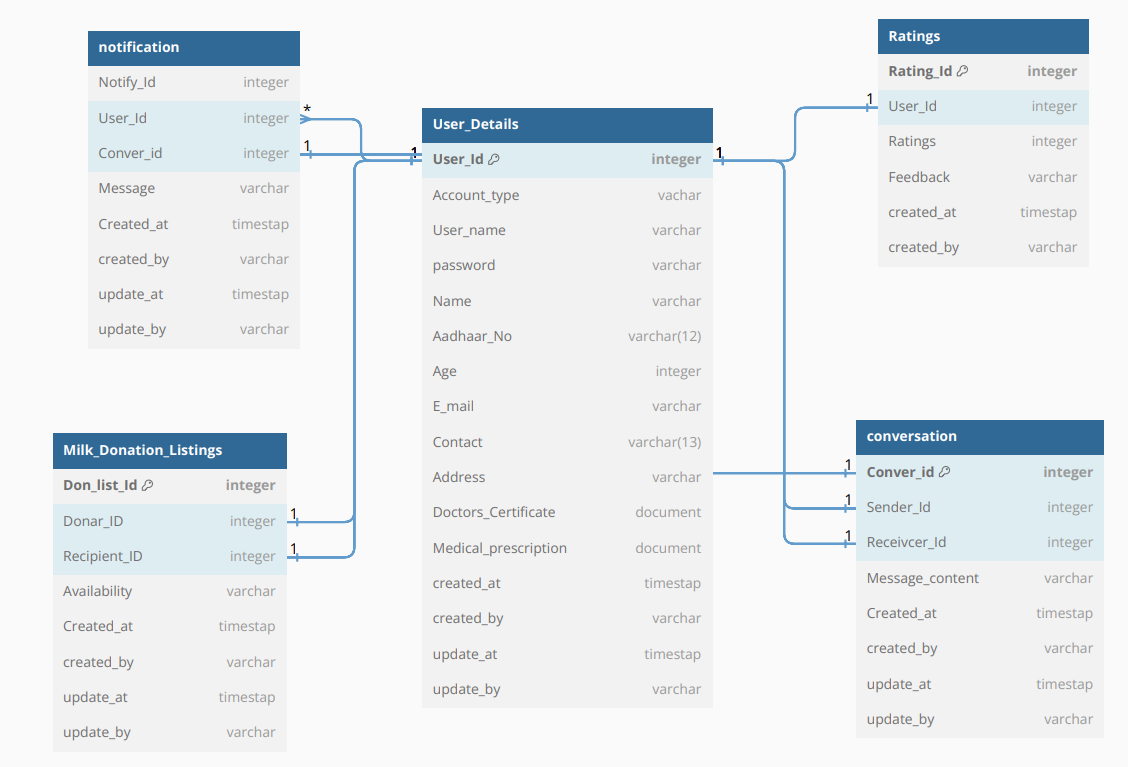 notification
Notify_Id integer
User_Id integer
Conver_id integer
Message varchar
Created_at timestap
created_by varchar
update_at timestap
update_by varchar
* 
1
1
User_Details
User_Id integer
Account_type vachar
User_name varchar
password varchar
Name varchar
Aadhaar_No varchar(12)
Age integer
E_mail varchar
Contact varchar(13)
Address varchar
Doctors_Certificate document
Medical_prescription document
created_at timestap
created_by varchar
update_at timestap
update_by varchar
1
1
Ratings
Rating_Id integer
User_Id integer
Ratings integer
Feedback varchar
created_at timestap
created_by varchar
Milk_Donation_Listings
Don_list_Id integer
Donar_ID integer
Recipient_ID integer
Availability varchar
Created_at timestap
created_by varchar
update_at timestap
update_by varchar
1
1
1
1
1
conversation
Conver_id integer
Sender_Id integer
Receivcer_Id integer
Message_content varchar
Created_at timestap
created_by varchar
update_at timestap
update_by varchar